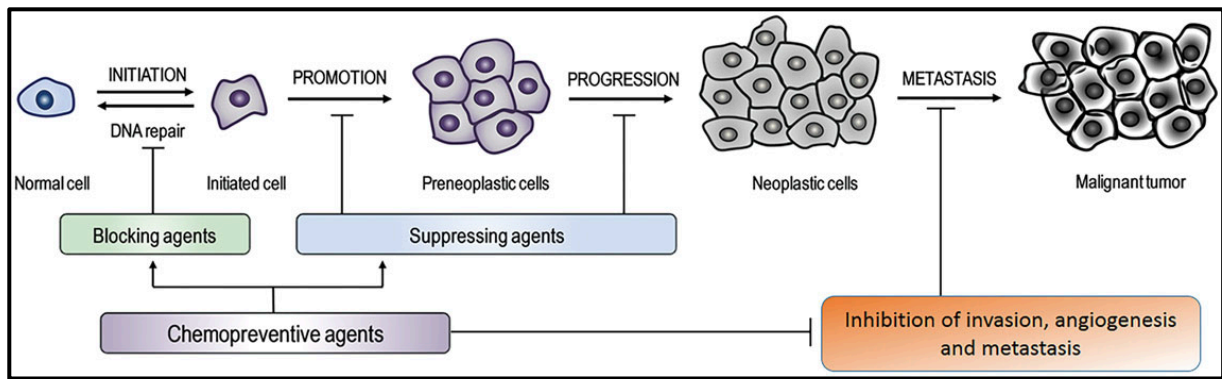 INITIATION
PROMOTION
PROGRESSION
METASTASIS
DNA repair
Normal cell
Initiated cell
Preneoplastic cells
Neoplastic cells
Malignant tumor
Blocking agents
Suppressing agents
Chemopreventive agents
Inhibition of invasion, angiogenesis
and metastasis